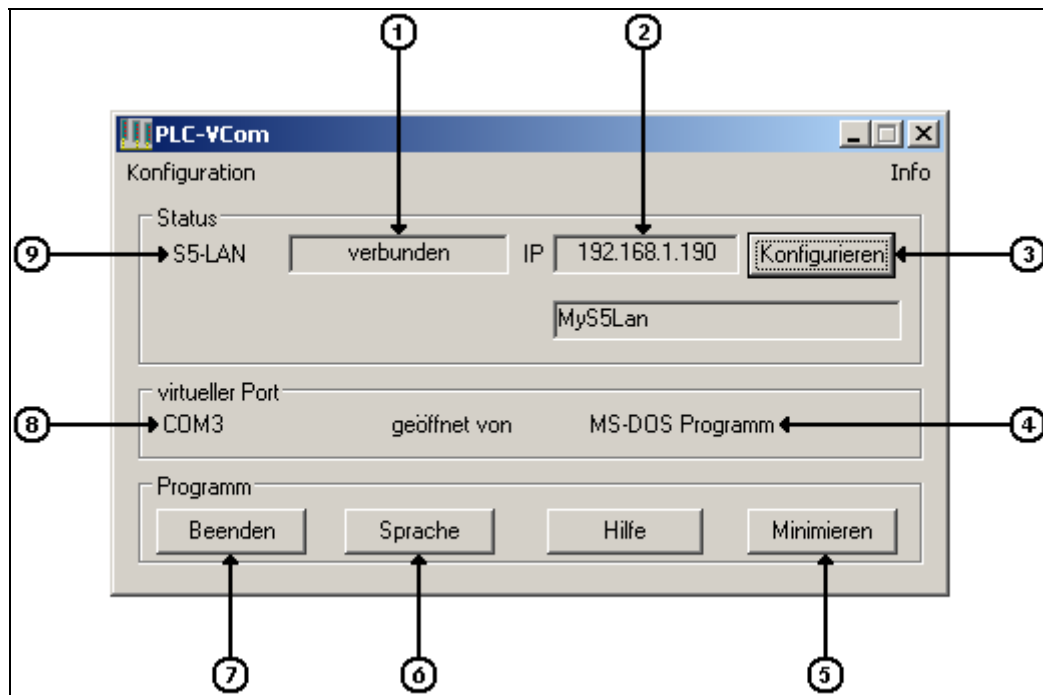 1 2
PLC-VCom
Konfiguration Info
Status
9 S5-LAN verbunden IP 192.168.1.190 Konfigurieren 3
MyS5Lan
virtueller Port
8 COM3 geöffnet von MS-DOS Programm 4
Programm
Beenden Sprache Hilfe Minimieren
7 6 5